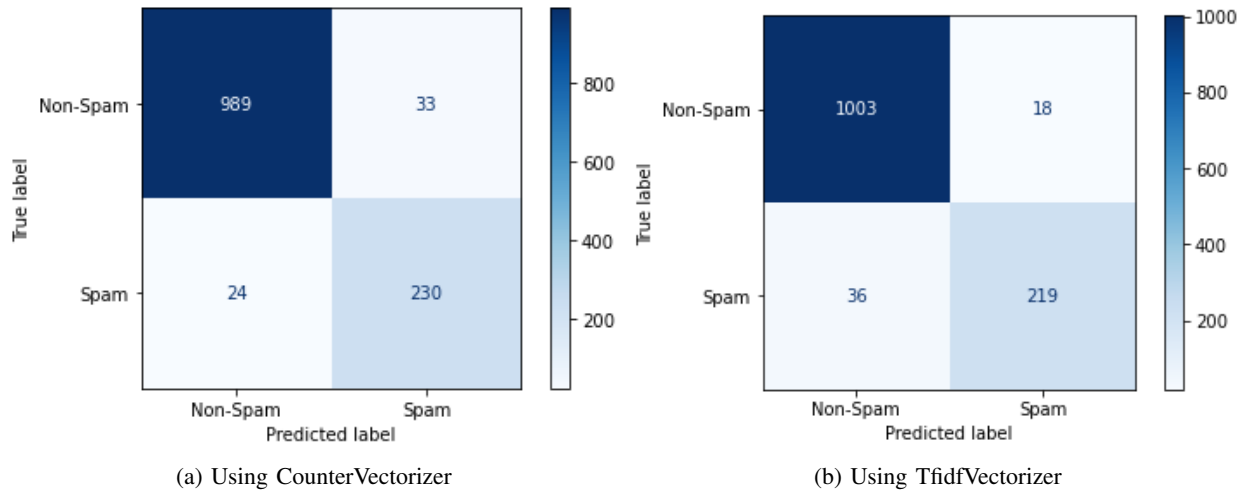 True label
Non-Spam
Spam
989
33
24
230
Non-Spam
Spam
Predicted label
800
600
400
200
(a) Using CounterVectorizer
True label
Non-Spam
Spam
1003
18
36
219
Non-Spam
Spam
Predicted label
1000
800
600
400
200
(b) Using TfidfVectorizer